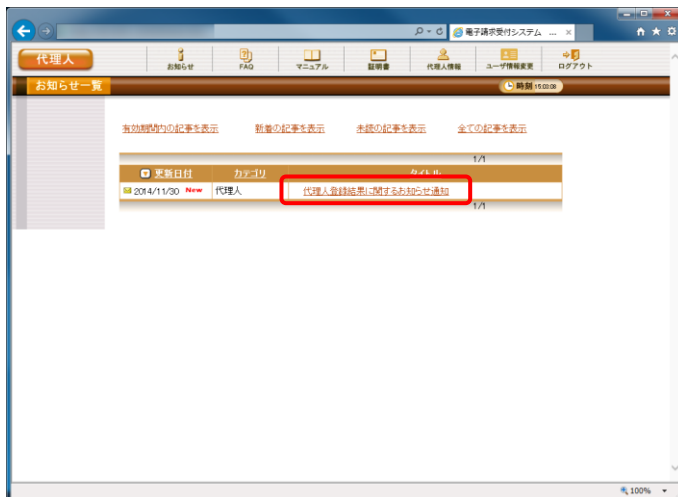 電子請求受付システム ...
代理人
お知らせ
FAQ
マニュアル
証明書
代理人情報
ユーザ情報変更
ログアウト
お知らせ一覧
時刻 15:03:08
有効期間内の記事を表示 新着の記事を表示 未読の記事を表示 全ての記事を表示
1/1
更新日付 カテゴリ タイトル
2014/11/30 New 代理人 代理人登録結果に関するお知らせ通知
1/1
100%